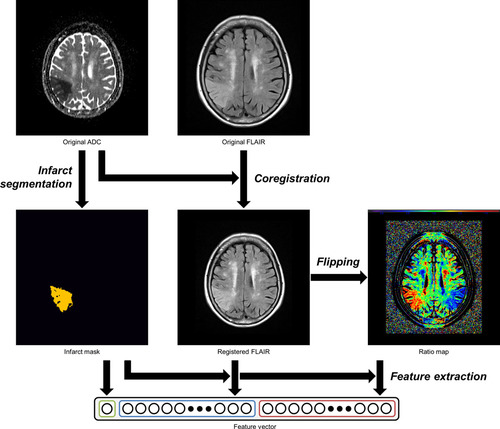 Original ADC
Original FLAIR
Infarct
segmentation
Coregistration
Flipping
Infarct mask
Registered FLAIR
Ratio map
Feature extraction
Feature vector